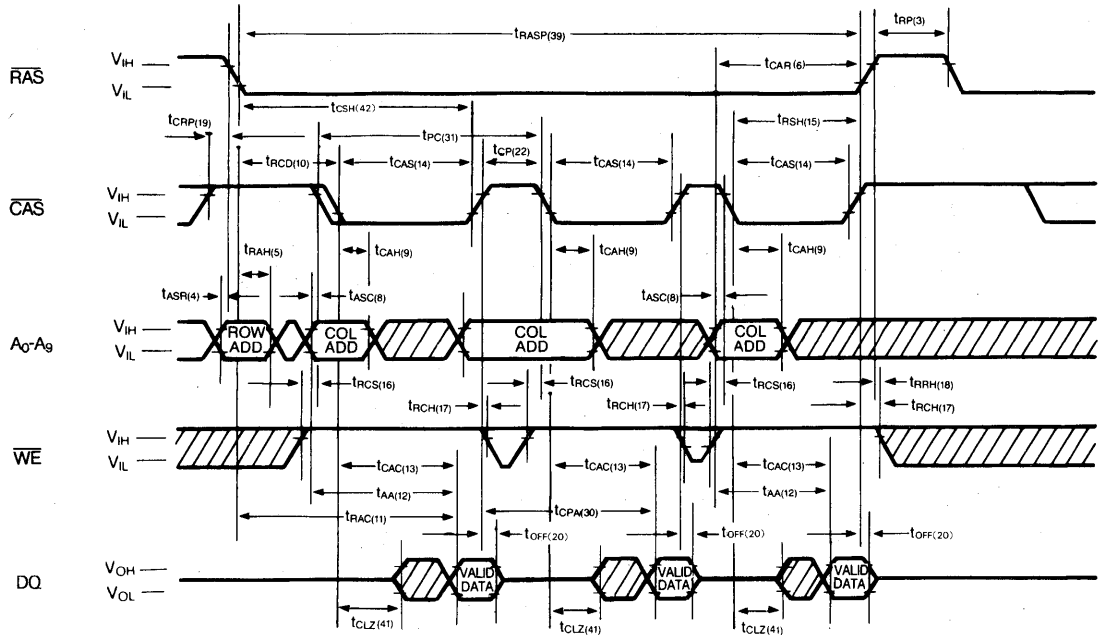 tRASP(39)
tRP(3)
RAS
VIH
VIL
tCAR(6)
tCSH(42)
tRSH(15)
tCRP(19)
tPC(31)
tCP(22)
tRCD(10)
tCAS(14)
tCAS(14)
tCAS(14)
CAS
VIH
VIL
tRAH(5)
tCAH(9)
tCAH(9)
tCAH(9)
tASR(4)
tASC(8)
tASC(8)
A0-A9
VIH
VIL
ROW ADD
COL ADD
COL ADD
COL ADD
tRCS(16)
tRCS(16)
tRCS(16)
tRRH(18)
tRCH(17)
tRCH(17)
tRCH(17)
WE
VIH
VIL
tCAC(13)
tCAC(13)
tCAC(13)
tAA(12)
tAA(12)
tRAC(11)
tCPA(30)
tOFF(20)
tOFF(20)
tOFF(20)
DQ
VOH
VOL
VALID DATA
VALID DATA
VALID DATA
tCLZ(41)
tCLZ(41)
tCLZ(41)